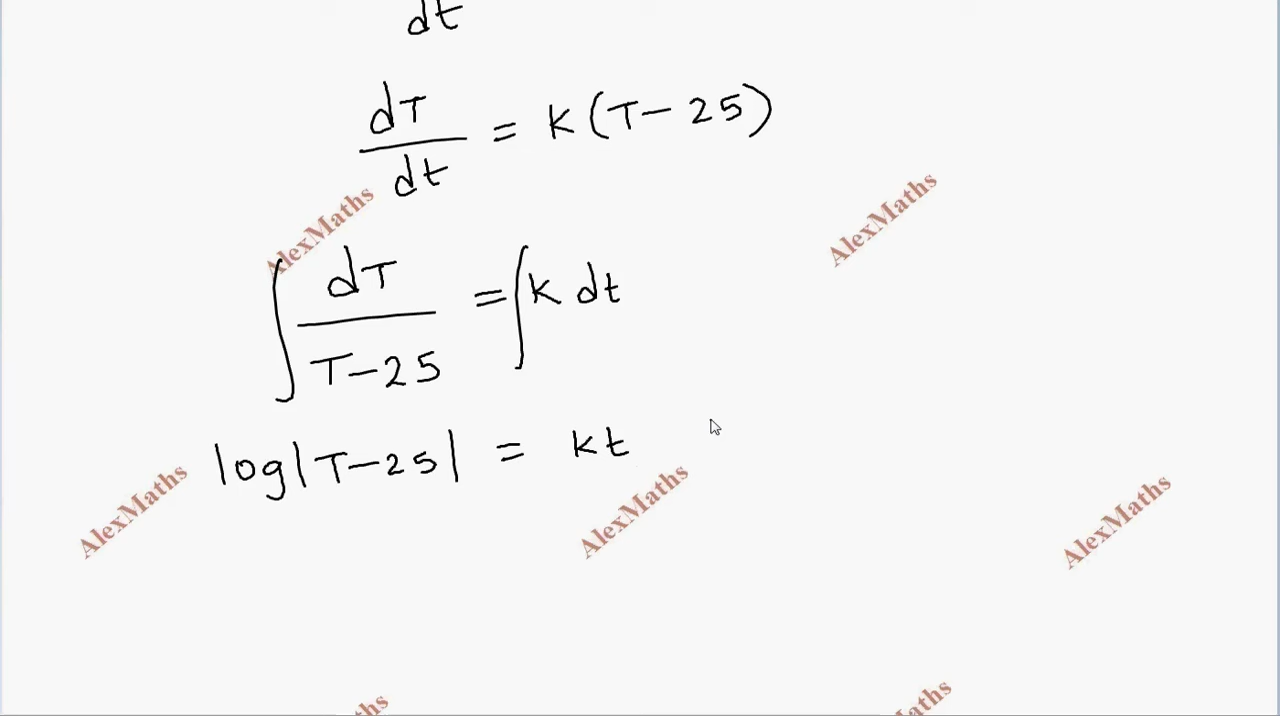 dt
dT/dt = k(T-25)
∫ dT/(T-25) = ∫ k dt
log|T-25| = kt
AlexMaths
AlexMaths
AlexMaths
AlexMaths
AlexMaths